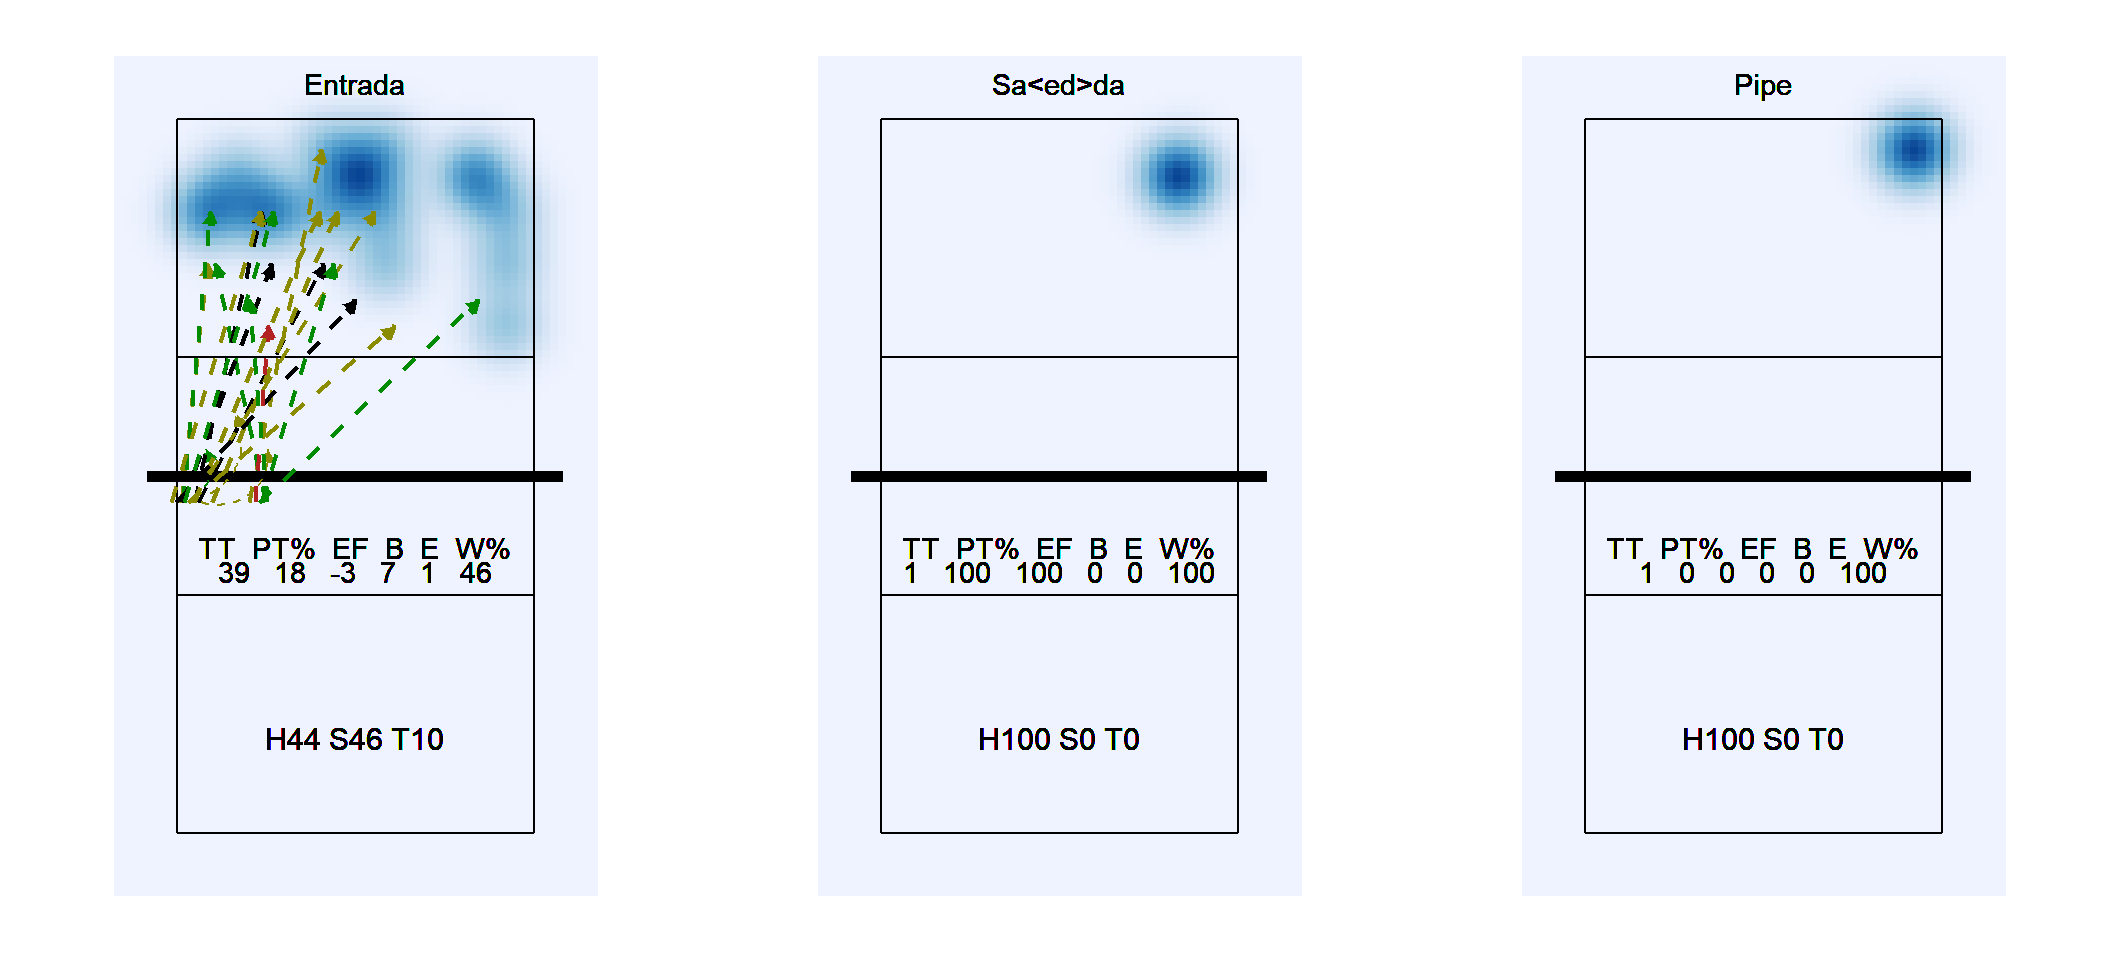 Entrada
TT PT% EF B E W%
39 18 -3 7 1 46
H44 S46 T10
Sa<ed>da
TT PT% EF B E W%
1 100 100 0 0 100
H100 S0 T0
Pipe
TT PT% EF B E W%
1 0 0 0 0 100
H100 S0 T0